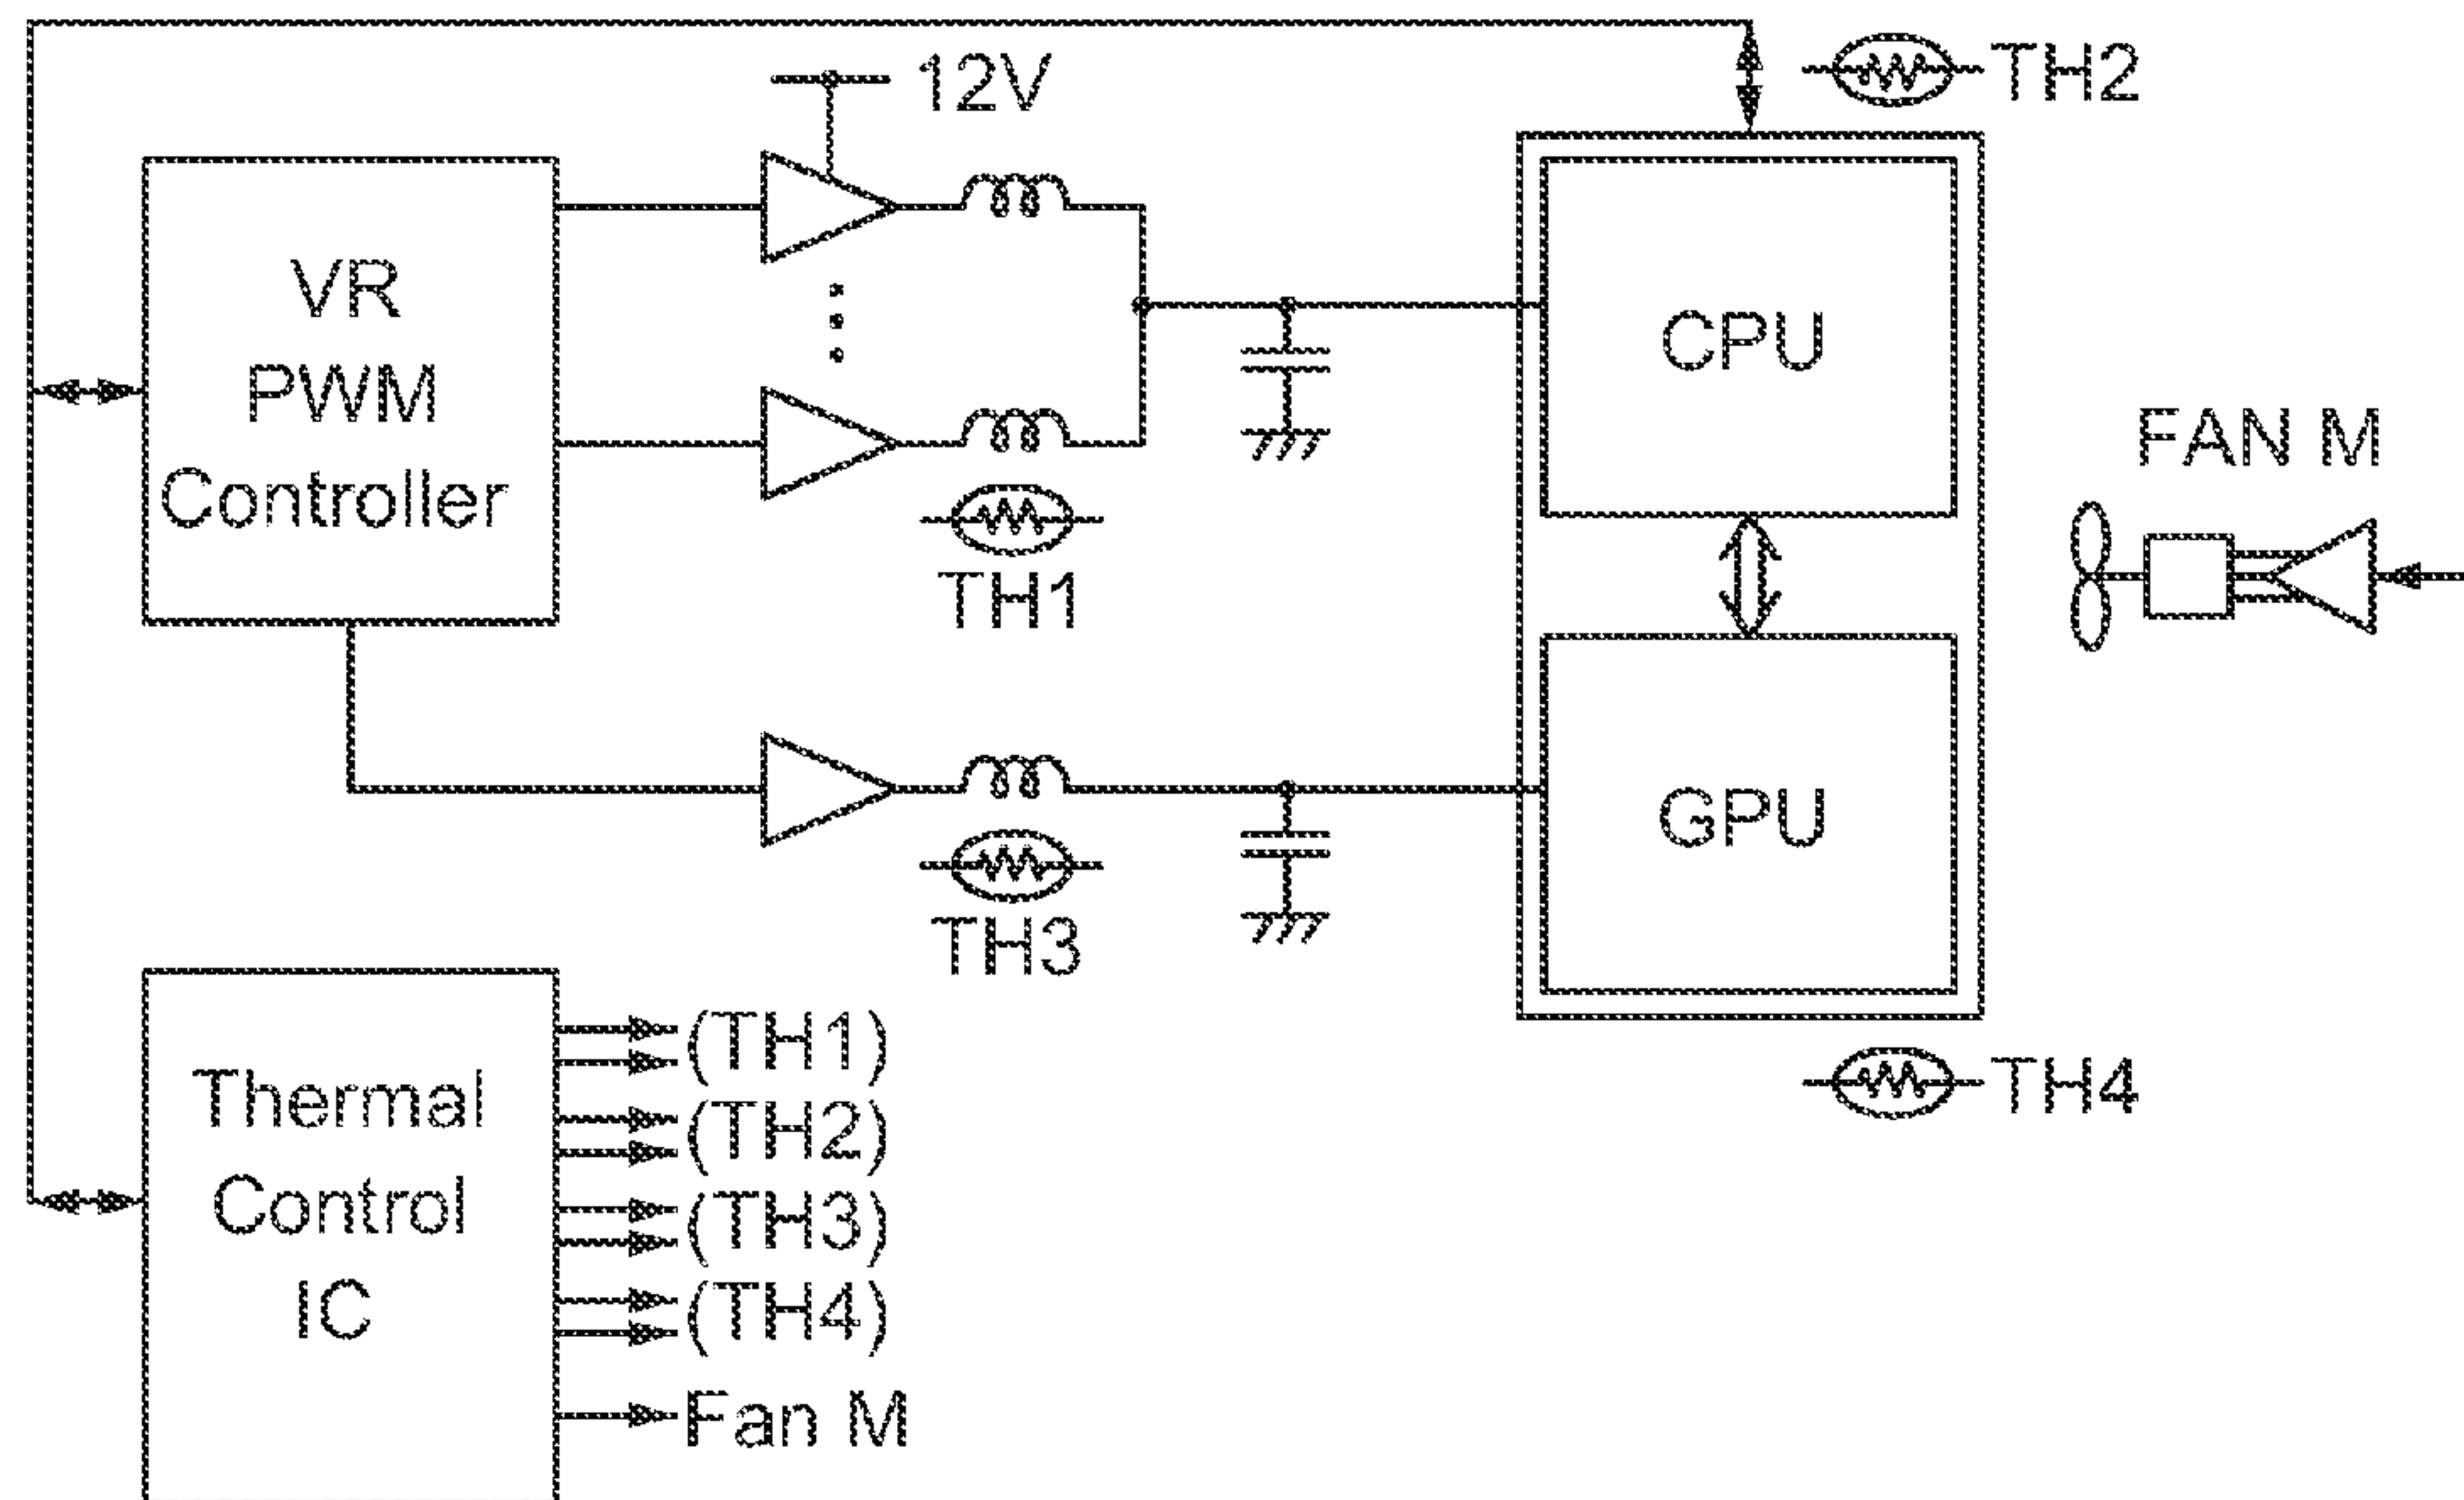 12V
TH2
VR
PWM
Controller
CPU
FAN M
TH1
GPU
TH3
Thermal
Control
IC
(TH1)
(TH2)
(TH3)
(TH4)
Fan M
TH4